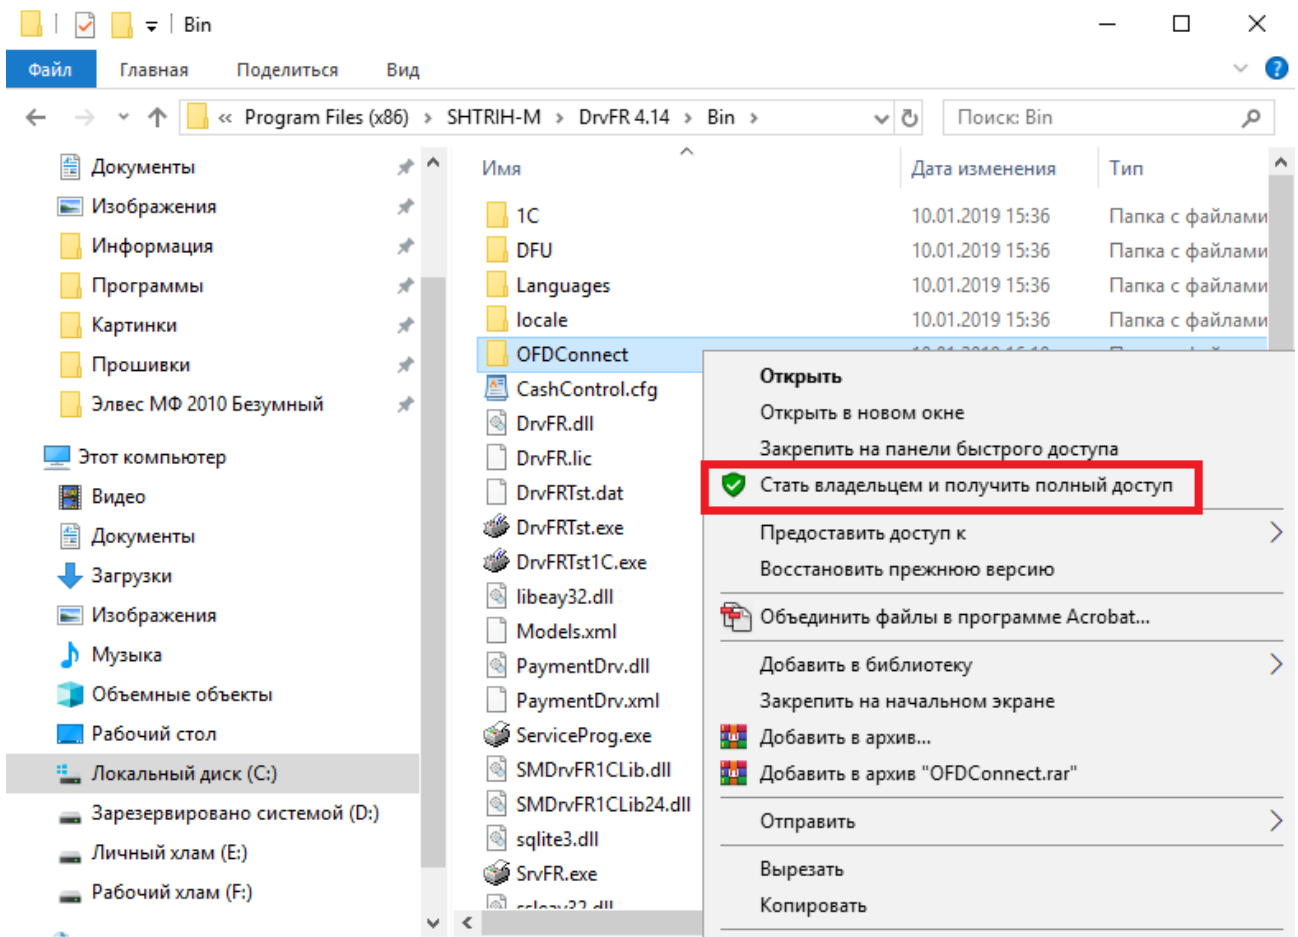 Bin
Файл Главная Поделиться Вид
« Program Files (x86) › SHTRIH-M › DrvFR 4.14 › Bin ›
Поиск: Bin
Документы
Изображения
Информация
Программы
Картинки
Прошивки
Элвес МФ 2010 Безумный
Этот компьютер
Видео
Документы
Загрузки
Изображения
Музыка
Объемные объекты
Рабочий стол
Локальный диск (C:)
Зарезервировано системой (D:)
Личный хлам (E:)
Рабочий хлам (F:)
Имя Дата изменения Тип
1C 10.01.2019 15:36 Папка с файлами
DFU 10.01.2019 15:36 Папка с файлами
Languages 10.01.2019 15:36 Папка с файлами
locale 10.01.2019 15:36 Папка с файлами
OFDConnect
CashControl.cfg
DrvFR.dll
DrvFR.lic
DrvFRTst.dat
DrvFRTst.exe
DrvFRTst1C.exe
libeay32.dll
Models.xml
PaymentDrv.dll
PaymentDrv.xml
ServiceProg.exe
SMDrvFR1CLib.dll
SMDrvFR1CLib24.dll
sqlite3.dll
SrvFR.exe
Открыть
Открыть в новом окне
Закрепить на панели быстрого доступа
Стать владельцем и получить полный доступ
Предоставить доступ к
Восстановить прежнюю версию
Объединить файлы в программе Acrobat...
Добавить в библиотеку
Закрепить на начальном экране
Добавить в архив...
Добавить в архив "OFDConnect.rar"
Отправить
Вырезать
Копировать